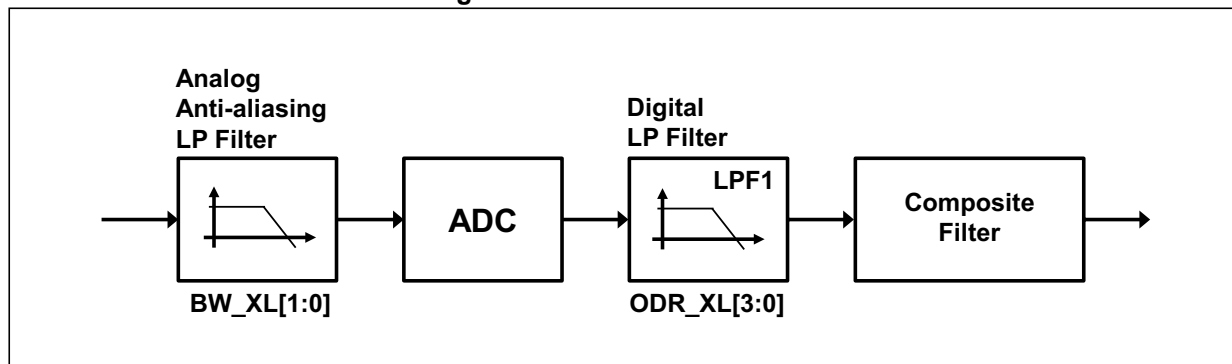 Analog
Anti-aliasing
LP Filter
BW_XL[1:0]
ADC
Digital
LP Filter
LPF1
ODR_XL[3:0]
Composite
Filter